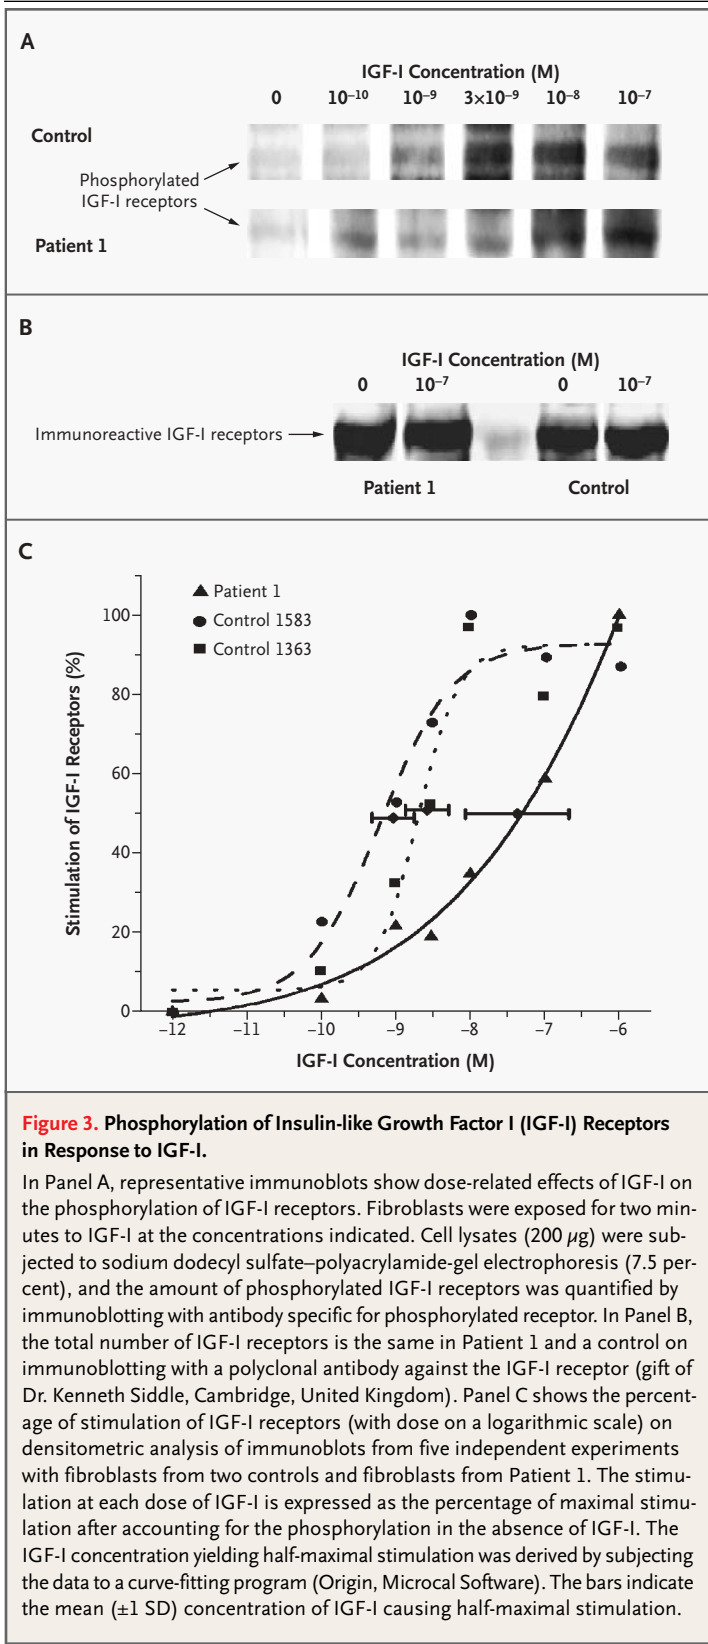 A
IGF-I Concentration (M)
0 10⁻¹⁰ 10⁻⁹ 3×10⁻⁹ 10⁻⁸ 10⁻⁷
Control
Phosphorylated
IGF-I receptors
Patient 1
B
IGF-I Concentration (M)
0 10⁻⁷ 0 10⁻⁷
Immunoreactive IGF-I receptors
Patient 1 Control
C
Patient 1
Control 1583
Control 1363
Stimulation of IGF-I Receptors (%)
100
80
60
40
20
0
–12 –11 –10 –9 –8 –7 –6
IGF-I Concentration (M)
Figure 3. Phosphorylation of Insulin-like Growth Factor I (IGF-I) Receptors
in Response to IGF-I.
In Panel A, representative immunoblots show dose-related effects of IGF-I on
the phosphorylation of IGF-I receptors. Fibroblasts were exposed for two min-
utes to IGF-I at the concentrations indicated. Cell lysates (200 µg) were sub-
jected to sodium dodecyl sulfate–polyacrylamide-gel electrophoresis (7.5 per-
cent), and the amount of phosphorylated IGF-I receptors was quantified by
immunoblotting with antibody specific for phosphorylated receptor. In Panel B,
the total number of IGF-I receptors is the same in Patient 1 and a control on
immunoblotting with a polyclonal antibody against the IGF-I receptor (gift of
Dr. Kenneth Siddle, Cambridge, United Kingdom). Panel C shows the percent-
age of stimulation of IGF-I receptors (with dose on a logarithmic scale) on
densitometric analysis of immunoblots from five independent experiments
with fibroblasts from two controls and fibroblasts from Patient 1. The stimu-
lation at each dose of IGF-I is expressed as the percentage of maximal stimu-
lation after accounting for the phosphorylation in the absence of IGF-I. The
IGF-I concentration yielding half-maximal stimulation was derived by subjecting
the data to a curve-fitting program (Origin, Microcal Software). The bars indicate
the mean (±1 SD) concentration of IGF-I causing half-maximal stimulation.